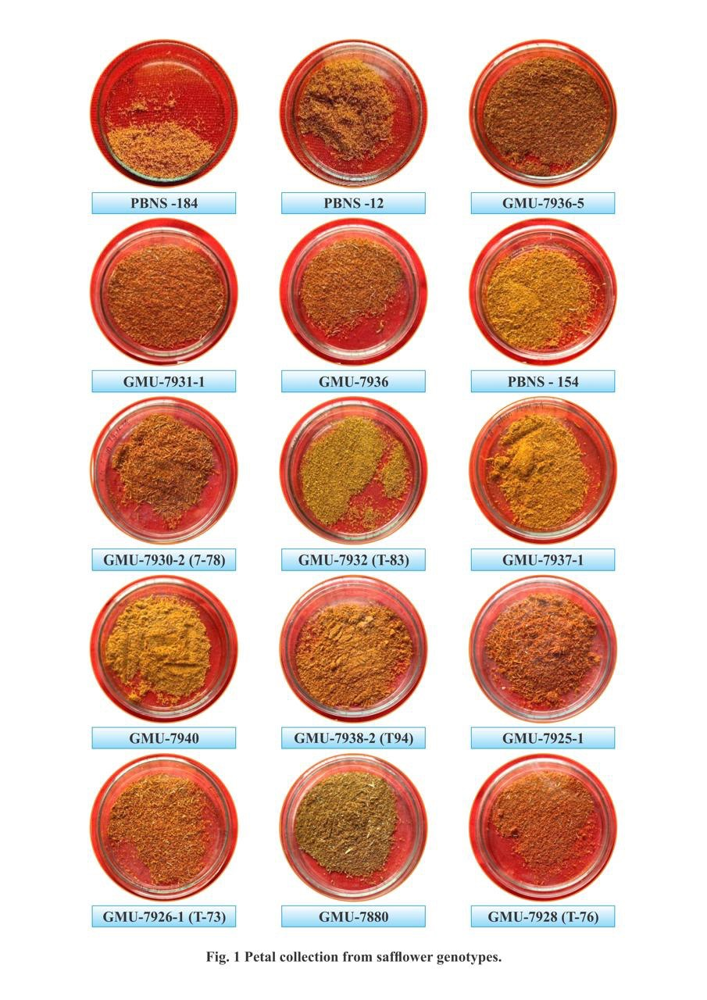 PBNS -184
PBNS -12
GMU-7936-5
GMU-7931-1
GMU-7936
PBNS - 154
GMU-7930-2 (7-78)
GMU-7932 (T-83)
GMU-7937-1
GMU-7940
GMU-7938-2 (T94)
GMU-7925-1
GMU-7926-1 (T-73)
GMU-7880
GMU-7928 (T-76)
Fig. 1 Petal collection from safflower genotypes.